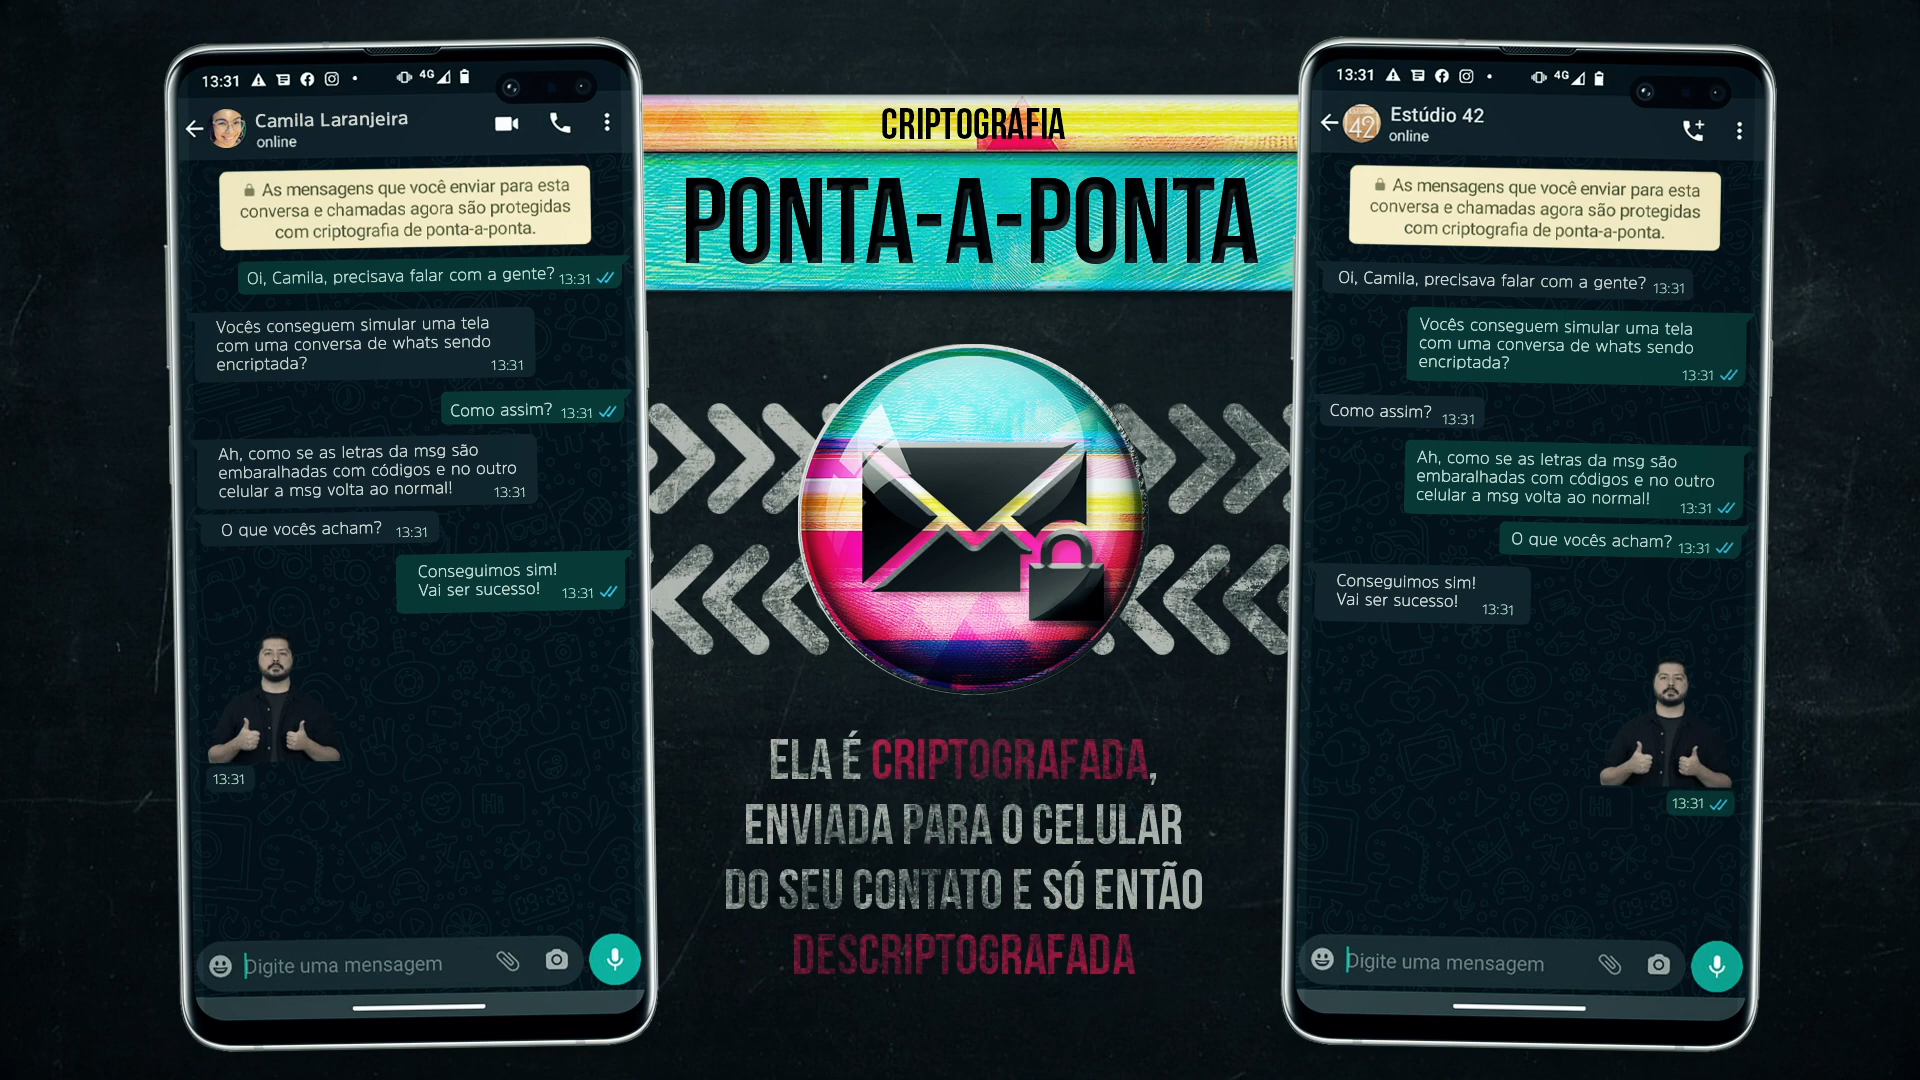 13:31
4G
Camila Laranjeira
online
As mensagens que você enviar para esta
conversa e chamadas agora são protegidas
com criptografia de ponta-a-ponta.
Oi, Camila, precisava falar com a gente? 13:31
Vocês conseguem simular uma tela
com uma conversa de whats sendo
encriptada?
13:31
Como assim? 13:31
Ah, como se as letras da msg são
embaralhadas com códigos e no outro
celular a msg volta ao normal!
13:31
O que vocês acham? 13:31
Conseguimos sim!
Vai ser sucesso! 13:31
13:31
Digite uma mensagem
CRIPTOGRAFIA
PONTA-A-PONTA
ELA É CRIPTOGRAFADA,
ENVIADA PARA O CELULAR
DO SEU CONTATO E SÓ ENTÃO
DESCRIPTOGRAFADA
13:31
4G
42
Estúdio 42
online
As mensagens que você enviar para esta
conversa e chamadas agora são protegidas
com criptografia de ponta-a-ponta.
Oi, Camila, precisava falar com a gente? 13:31
Vocês conseguem simular uma tela
com uma conversa de whats sendo
encriptada?
13:31
Como assim? 13:31
Ah, como se as letras da msg são
embaralhadas com códigos e no outro
celular a msg volta ao normal!
13:31
O que vocês acham? 13:31
Conseguimos sim!
Vai ser sucesso! 13:31
13:31
Digite uma mensagem